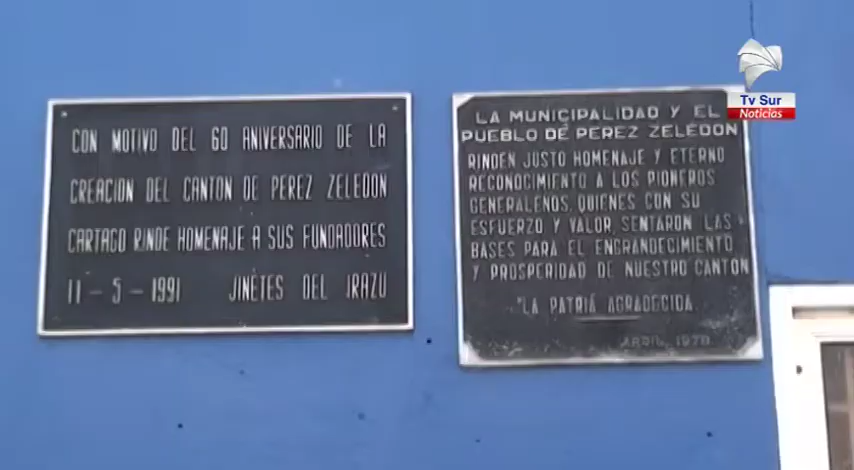 CON MOTIVO DEL 60 ANIVERSARIO DE LA
CREACION DEL CANTON DE PEREZ ZELEDON
CARTAGO RINDE HOMENAJE A SUS FUNDADORES
11 - 5 - 1991 JINETES DEL IRAZU
LA MUNICIPALIDAD Y EL
PUEBLO DE PEREZ ZELEDON
RINDEN JUSTO HOMENAJE Y ETERNO
RECONOCIMIENTO A LOS PIONEROS
GENERALEÑOS, QUIENES CON SU
ESFUERZO Y VALOR, SENTARON LAS
BASES PARA EL ENGRANDECIMIENTO
Y PROSPERIDAD DE NUESTRO CANTON
"LA PATRIA AGRADECIDA
ABRIL, 1978
Tv Sur
Noticias